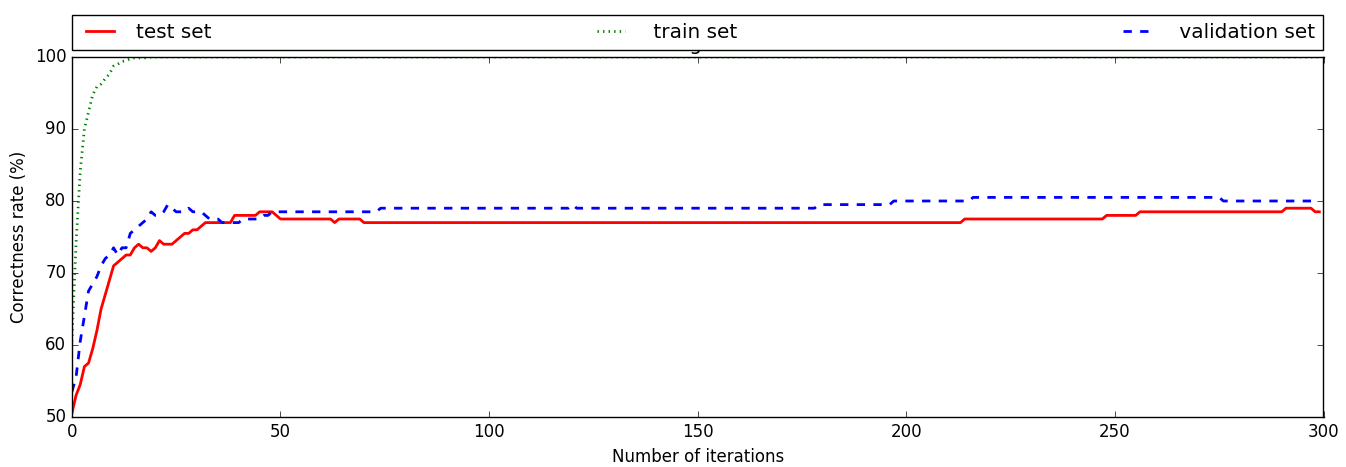 test set train set validation set
100
90
80
70
60
50
Correctness rate (%)
0 50 100 150 200 250 300
Number of iterations